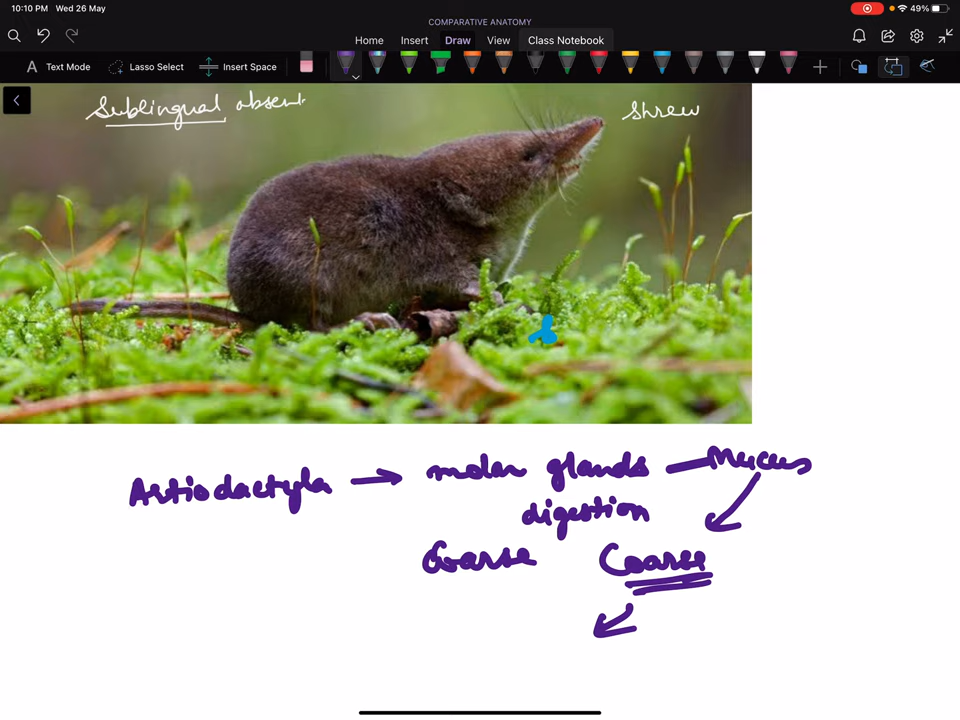 10:10 PM Wed 26 May
49%
COMPARATIVE ANATOMY
Home Insert Draw View Class Notebook
Text Mode Lasso Select Insert Space
Sublingual absent
Shrew
Artiodactyla → molar glands — Mucus
digestion
Coarse Coarse